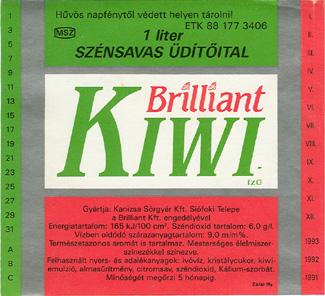 Hűvös napfénytől védett helyen tárolni!
MSZ
ETK 88 177 3406
1 liter
SZÉNSAVAS ÜDÍTŐITAL
Brilliant
KIWI
ÍZŰ
Gyártja: Kanizsa Sörgyár Kft. Siófoki Telepe
a Brilliant Kft. engedélyével
Energiatartalom: 165 kJ/100 cm³. Széndioxid tartalom: 6,0 g/l.
Vízben oldódó szárazanyagtartalom: 9,0 m/m%.
Természetazonos aromát is tartalmaz. Mesterséges élelmiszer-
színezékkel színezve.
Felhasznált nyers- és adalékanyagok: ivóvíz, kristálycukor, kiwi-
emulzió, almasűrítmény, citromsav, széndioxid, Kálium-szorbát.
Minőségét megőrzi 5 hónapig.
1
3
5
7
9
11
13
15
17
19
21
23
25
27
29
31
A
B
C
I.
II.
III.
IV.
V.
VI.
VII.
VIII.
IX.
X.
XI.
XII.
1993
1992
1991